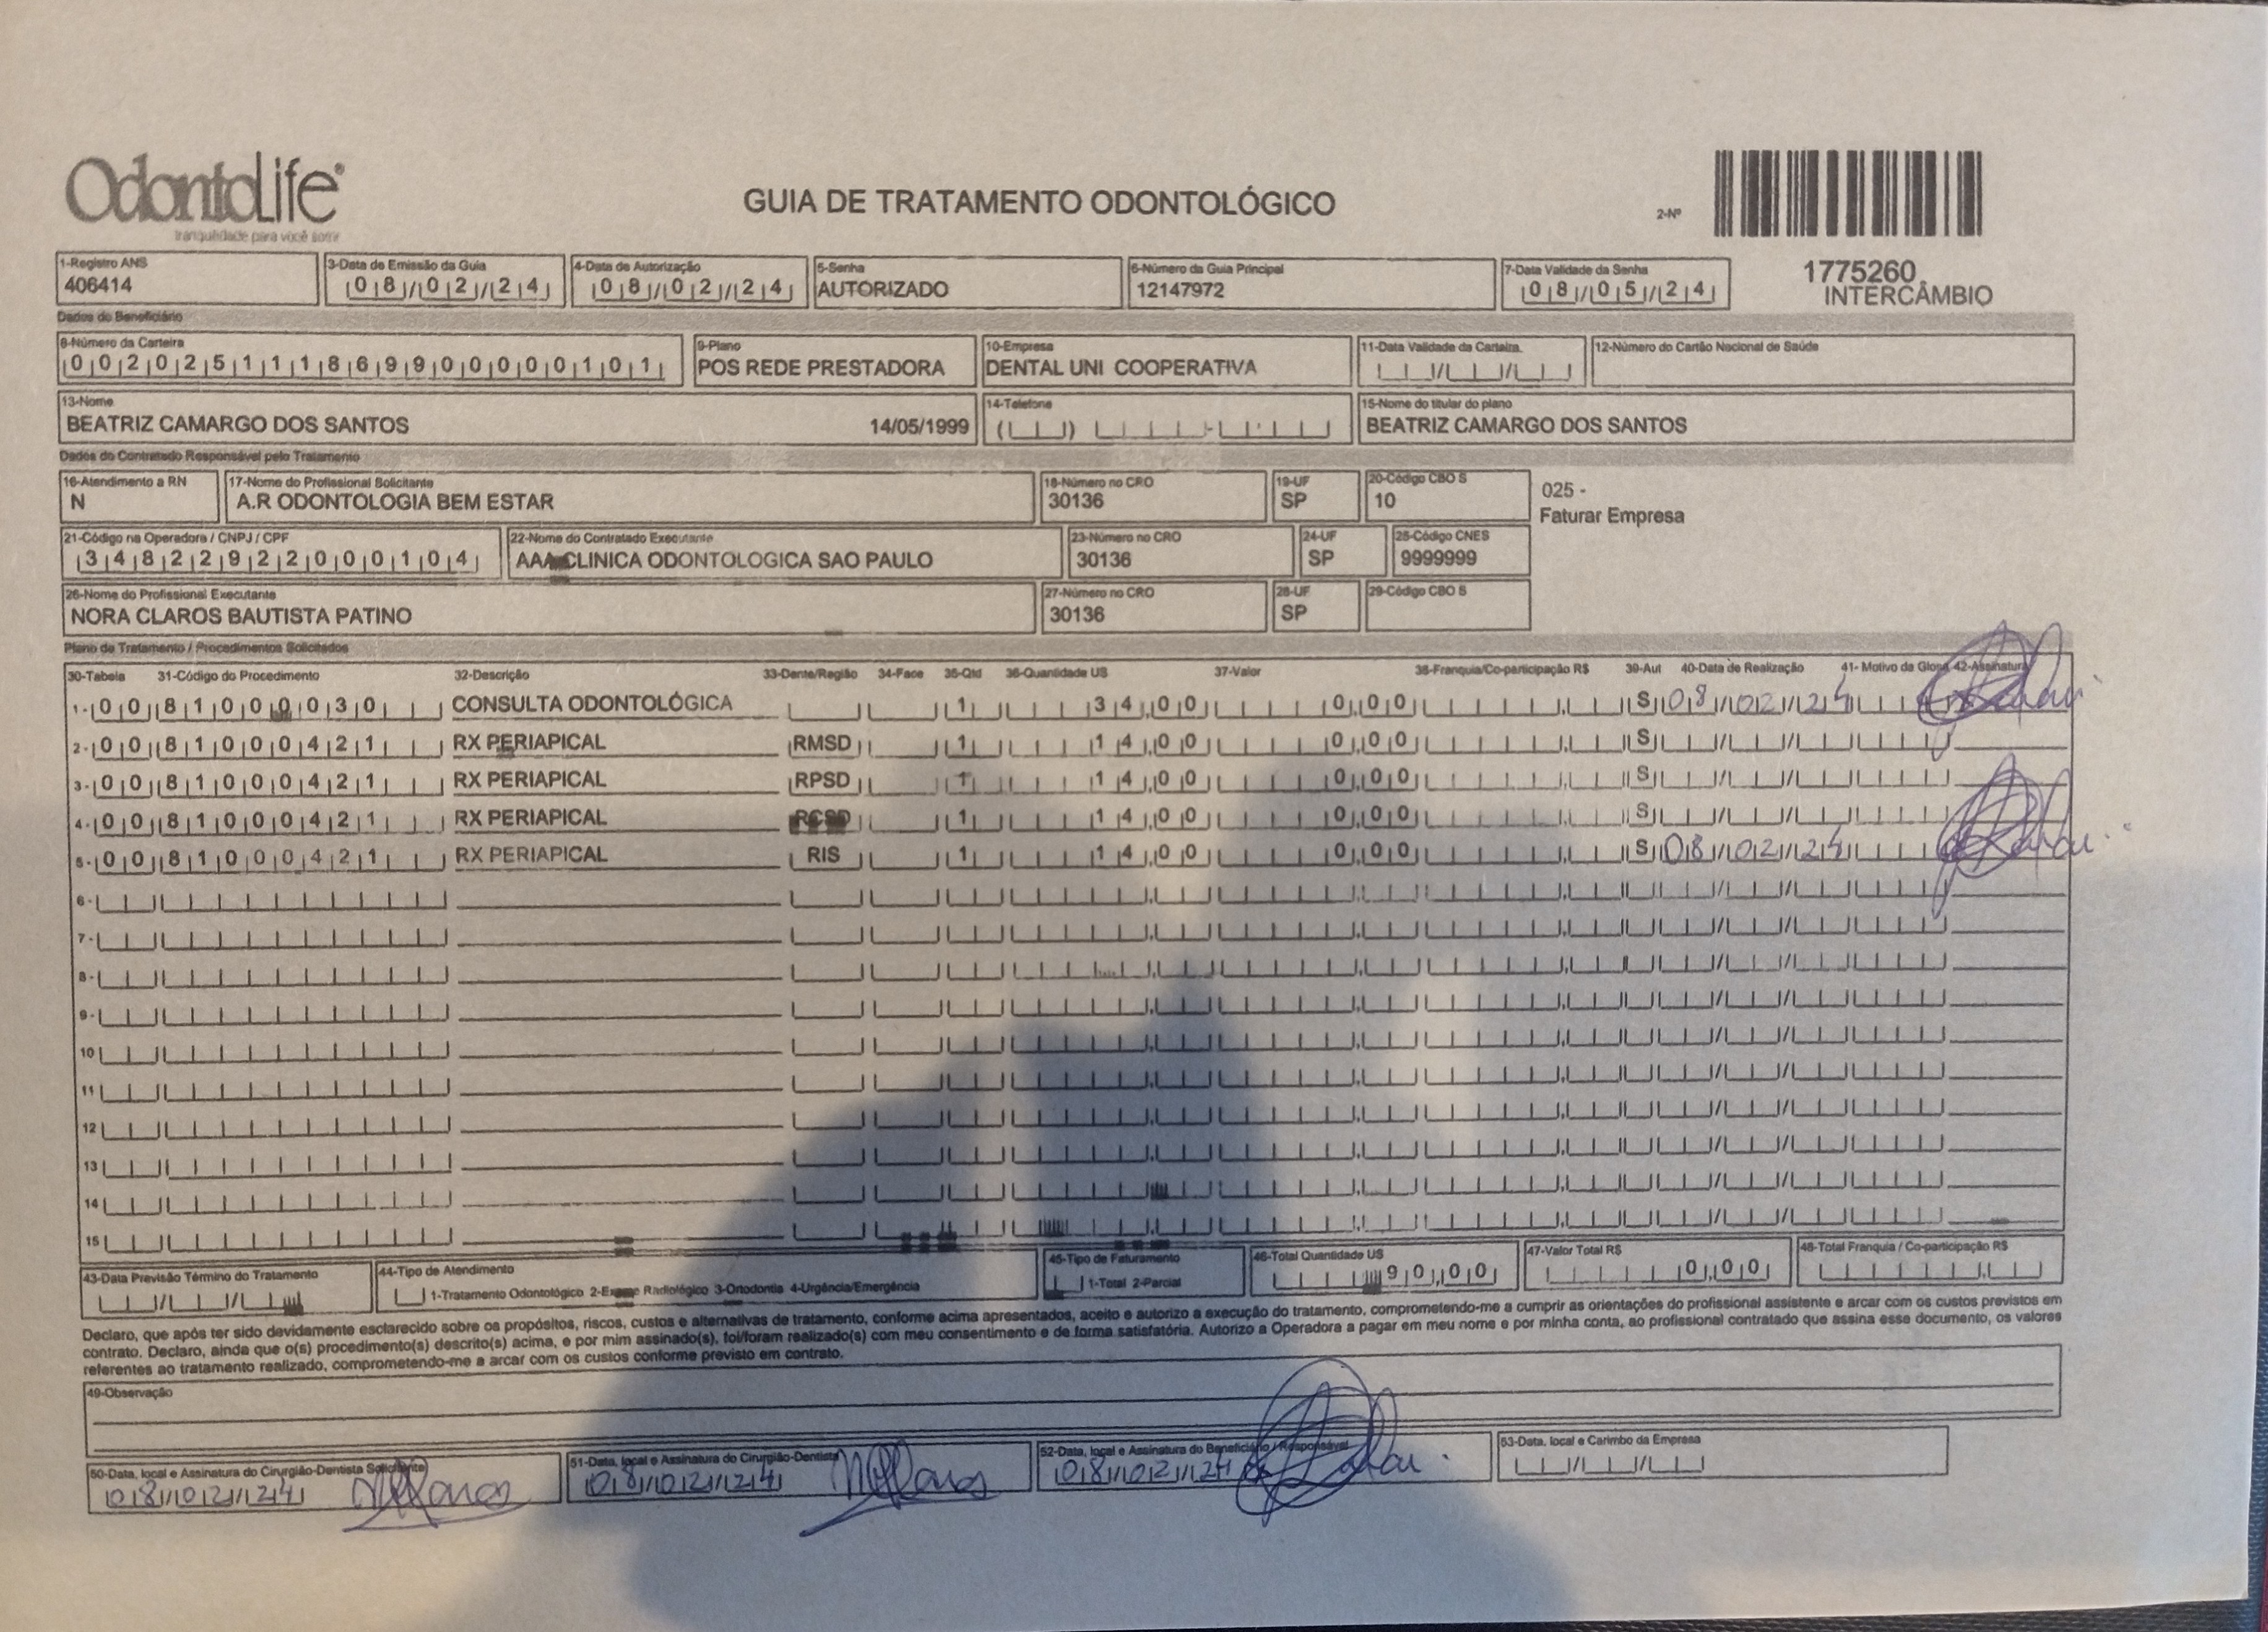 OdontoLife
tranquilidade para você sorrir
GUIA DE TRATAMENTO ODONTOLÓGICO
2-Nº
1775260
INTERCÂMBIO
1-Registro ANS 3-Data de Emissão da Guia 4-Data de Autorização 5-Senha 6-Número da Guia Principal 7-Data Validade da Senha
406414 08/02/24 08/02/24 AUTORIZADO 12147972 08/05/24
Dados do Beneficiário
8-Número da Carteira 9-Plano 10-Empresa 11-Data Validade da Carteira 12-Número do Cartão Nacional de Saúde
002025111869900000101 POS REDE PRESTADORA DENTAL UNI COOPERATIVA
13-Nome 14-Telefone 15-Nome do titular do plano
BEATRIZ CAMARGO DOS SANTOS 14/05/1999 BEATRIZ CAMARGO DOS SANTOS
Dados do Contratado Responsável pelo Tratamento
16-Atendimento a RN 17-Nome do Profissional Solicitante 18-Número no CRO 19-UF 20-Código CBO S
N A.R ODONTOLOGIA BEM ESTAR 30136 SP 10
025 -
Faturar Empresa
21-Código na Operadora / CNPJ / CPF 22-Nome do Contratado Executante 23-Número no CRO 24-UF 25-Código CNES
34822922000104 AAA CLINICA ODONTOLOGICA SAO PAULO 30136 SP 9999999
26-Nome do Profissional Executante 27-Número no CRO 28-UF 29-Código CBO S
NORA CLAROS BAUTISTA PATINO 30136 SP
Plano de Tratamento / Procedimentos Solicitados
30-Tabela 31-Código do Procedimento 32-Descrição 33-Dente/Região 34-Face 35-Qtd 36-Quantidade US 37-Valor 38-Franquia/Co-participação R$ 39-Aut 40-Data de Realização 41- Motivo da Glosa 42-Assinatura
1- 00 81000030 CONSULTA ODONTOLÓGICA 1 34,00 0,00 S 08/02/24
2- 00 81000421 RX PERIAPICAL RMSD 1 14,00 0,00 S
3- 00 81000421 RX PERIAPICAL RPSD 1 14,00 0,00 S
4- 00 81000421 RX PERIAPICAL RCSD 1 14,00 0,00 S
5- 00 81000421 RX PERIAPICAL RIS 1 14,00 0,00 S 08/02/24
6-
7-
8-
9-
10
11
12
13
14
15
43-Data Previsão Término do Tratamento 44-Tipo de Atendimento 45-Tipo de Faturamento 46-Total Quantidade US 47-Valor Total R$ 48-Total Franquia / Co-participação R$
1-Tratamento Odontológico 2-Exame Radiológico 3-Ortodontia 4-Urgência/Emergência 1-Total 2-Parcial 90,00 0,00
Declaro, que após ter sido devidamente esclarecido sobre os propósitos, riscos, custos e alternativas de tratamento, conforme acima apresentados, aceito e autorizo a execução do tratamento, comprometendo-me a cumprir as orientações do profissional assistente e arcar com os custos previstos em
contrato. Declaro, ainda que o(s) procedimento(s) descrito(s) acima, e por mim assinado(s), foi/foram realizado(s) com meu consentimento e de forma satisfatória. Autorizo a Operadora a pagar em meu nome e por minha conta, ao profissional contratado que assina esse documento, os valores
referentes ao tratamento realizado, comprometendo-me a arcar com os custos conforme previsto em contrato.
49-Observação
50-Data, local e Assinatura do Cirurgião-Dentista Solicitante 51-Data, local e Assinatura do Cirurgião-Dentista 52-Data, local e Assinatura do Beneficiário / Responsável 53-Data, local e Carimbo da Empresa
08/02/24 08/02/24 08/02/24